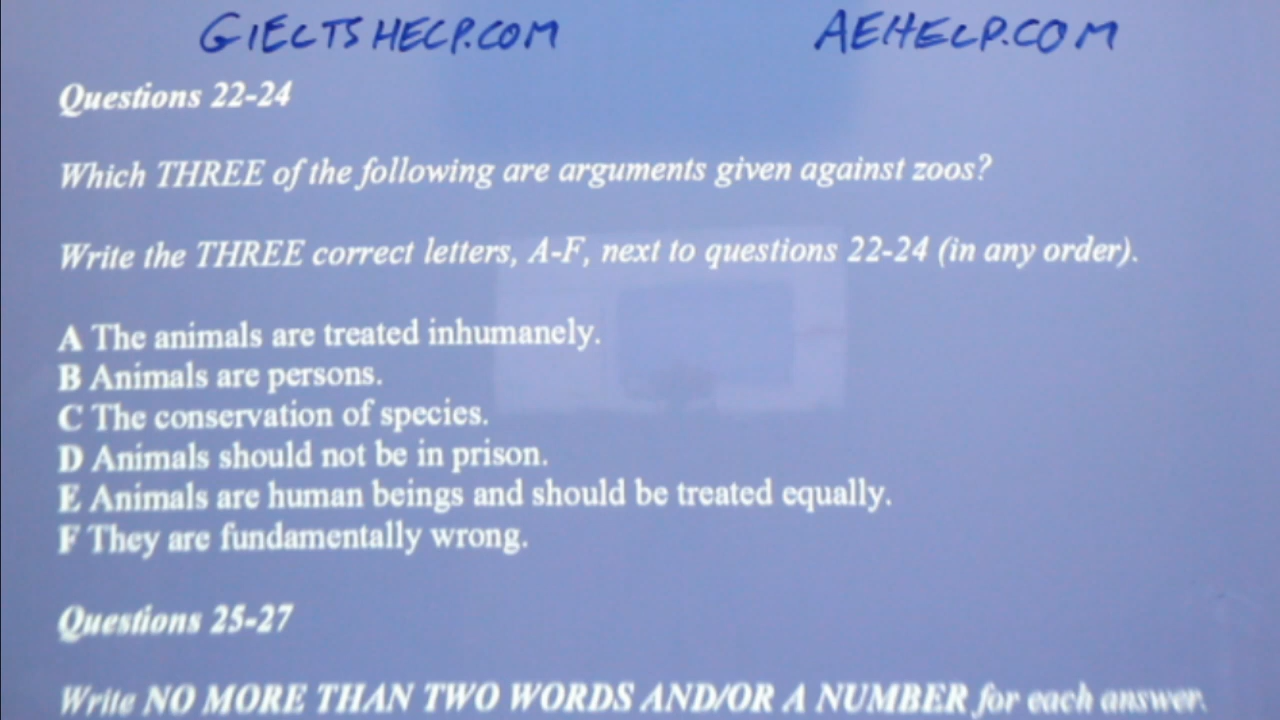 GIELTSHELP.COM AEHELP.COM
Questions 22-24
Which THREE of the following are arguments given against zoos?
Write the THREE correct letters, A-F, next to questions 22-24 (in any order).
A The animals are treated inhumanely.
B Animals are persons.
C The conservation of species.
D Animals should not be in prison.
E Animals are human beings and should be treated equally.
F They are fundamentally wrong.
Questions 25-27
Write NO MORE THAN TWO WORDS AND/OR A NUMBER for each answer.